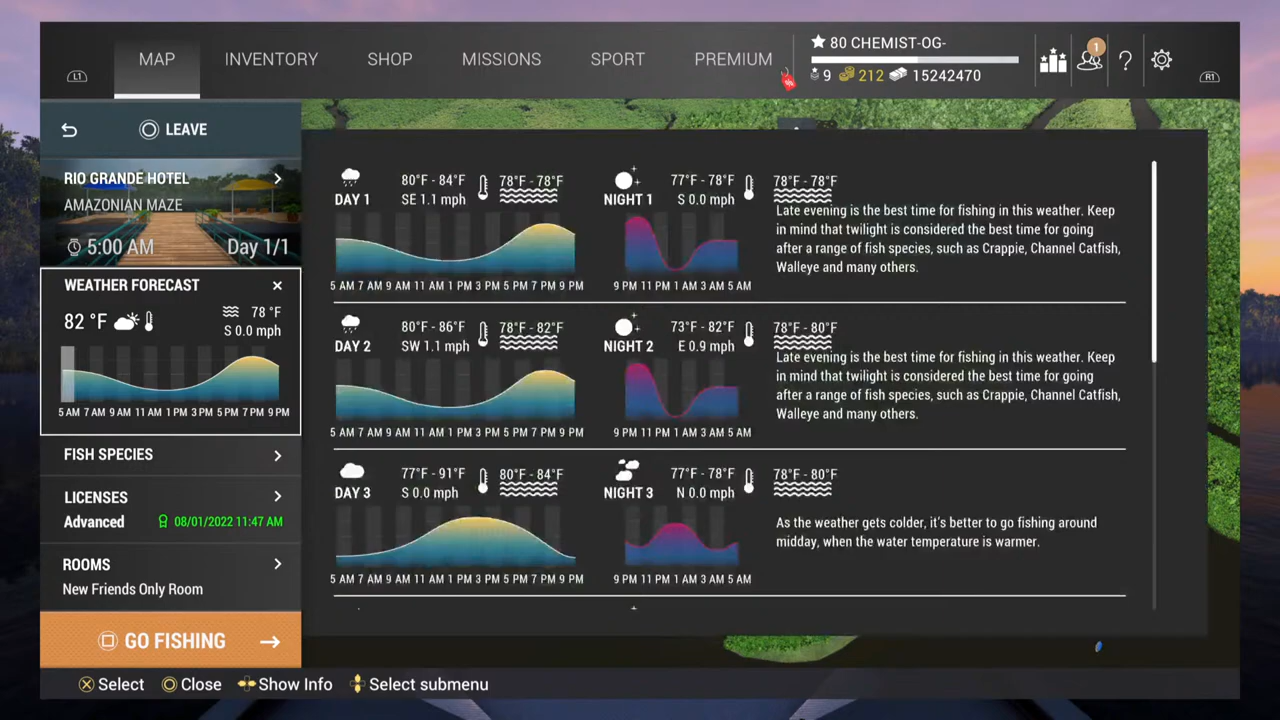 L1
MAP
INVENTORY
SHOP
MISSIONS
SPORT
PREMIUM
80 CHEMIST-OG-
9 212 15242470
1
?
R1
LEAVE
RIO GRANDE HOTEL
AMAZONIAN MAZE
5:00 AM Day 1/1
WEATHER FORECAST
82 °F 78 °F
S 0.0 mph
5 AM 7 AM 9 AM 11 AM 1 PM 3 PM 5 PM 7 PM 9 PM
FISH SPECIES
LICENSES
Advanced 08/01/2022 11:47 AM
ROOMS
New Friends Only Room
GO FISHING
DAY 1
80°F - 84°F
SE 1.1 mph
78°F - 78°F
5 AM 7 AM 9 AM 11 AM 1 PM 3 PM 5 PM 7 PM 9 PM
NIGHT 1
77°F - 78°F
S 0.0 mph
78°F - 78°F
9 PM 11 PM 1 AM 3 AM 5 AM
Late evening is the best time for fishing in this weather. Keep
in mind that twilight is considered the best time for going
after a range of fish species, such as Crappie, Channel Catfish,
Walleye and many others.
DAY 2
80°F - 86°F
SW 1.1 mph
78°F - 82°F
5 AM 7 AM 9 AM 11 AM 1 PM 3 PM 5 PM 7 PM 9 PM
NIGHT 2
73°F - 82°F
E 0.9 mph
78°F - 80°F
9 PM 11 PM 1 AM 3 AM 5 AM
Late evening is the best time for fishing in this weather. Keep
in mind that twilight is considered the best time for going
after a range of fish species, such as Crappie, Channel Catfish,
Walleye and many others.
DAY 3
77°F - 91°F
S 0.0 mph
80°F - 84°F
5 AM 7 AM 9 AM 11 AM 1 PM 3 PM 5 PM 7 PM 9 PM
NIGHT 3
77°F - 78°F
N 0.0 mph
78°F - 80°F
9 PM 11 PM 1 AM 3 AM 5 AM
As the weather gets colder, it's better to go fishing around
midday, when the water temperature is warmer.
Select Close Show Info Select submenu